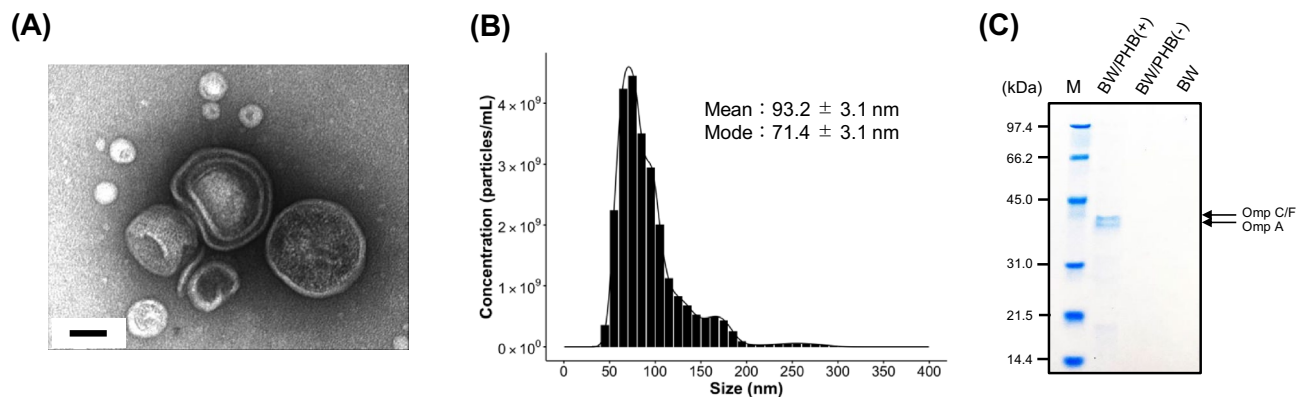 (A)
(B)
Concentration (particles/mL)
4 × 10⁹
3 × 10⁹
2 × 10⁹
1 × 10⁹
0 × 10⁰
Mean：93.2 ± 3.1 nm
Mode：71.4 ± 3.1 nm
0 50 100 150 200 250 300 350 400
Size (nm)
(C)
(kDa) M BW/PHB(+) BW/PHB(-) BW
97.4
66.2
45.0
Omp C/F
Omp A
31.0
21.5
14.4